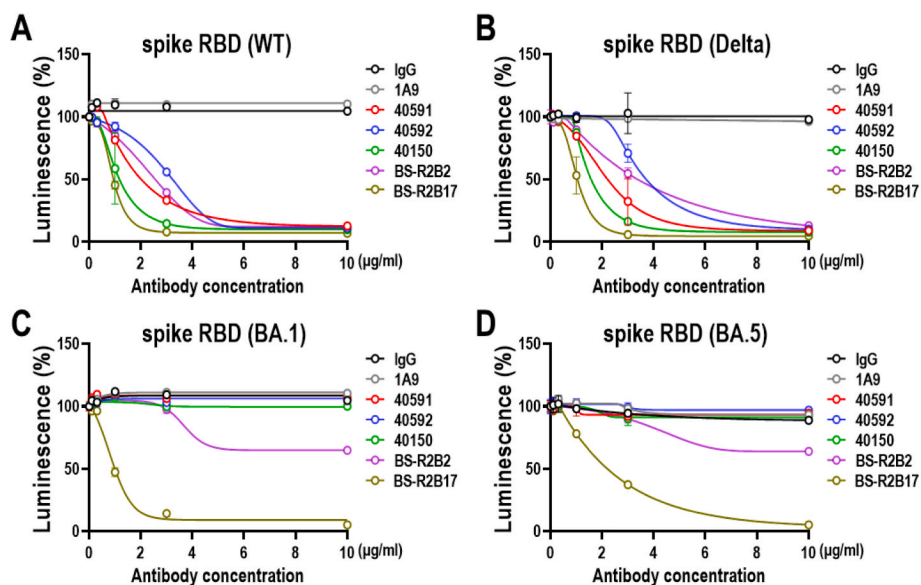 A
spike RBD (WT)
Luminescence (%)
150
100
50
0
0
2
4
6
8
10 (µg/ml)
Antibody concentration
IgG
1A9
40591
40592
40150
BS-R2B2
BS-R2B17
B
spike RBD (Delta)
Luminescence (%)
150
100
50
0
0
2
4
6
8
10 (µg/ml)
Antibody concentration
IgG
1A9
40591
40592
40150
BS-R2B2
BS-R2B17
C
spike RBD (BA.1)
Luminescence (%)
150
100
50
0
0
2
4
6
8
10 (µg/ml)
Antibody concentration
IgG
1A9
40591
40592
40150
BS-R2B2
BS-R2B17
D
spike RBD (BA.5)
Luminescence (%)
150
100
50
0
0
2
4
6
8
10 (µg/ml)
Antibody concentration
IgG
1A9
40591
40592
40150
BS-R2B2
BS-R2B17